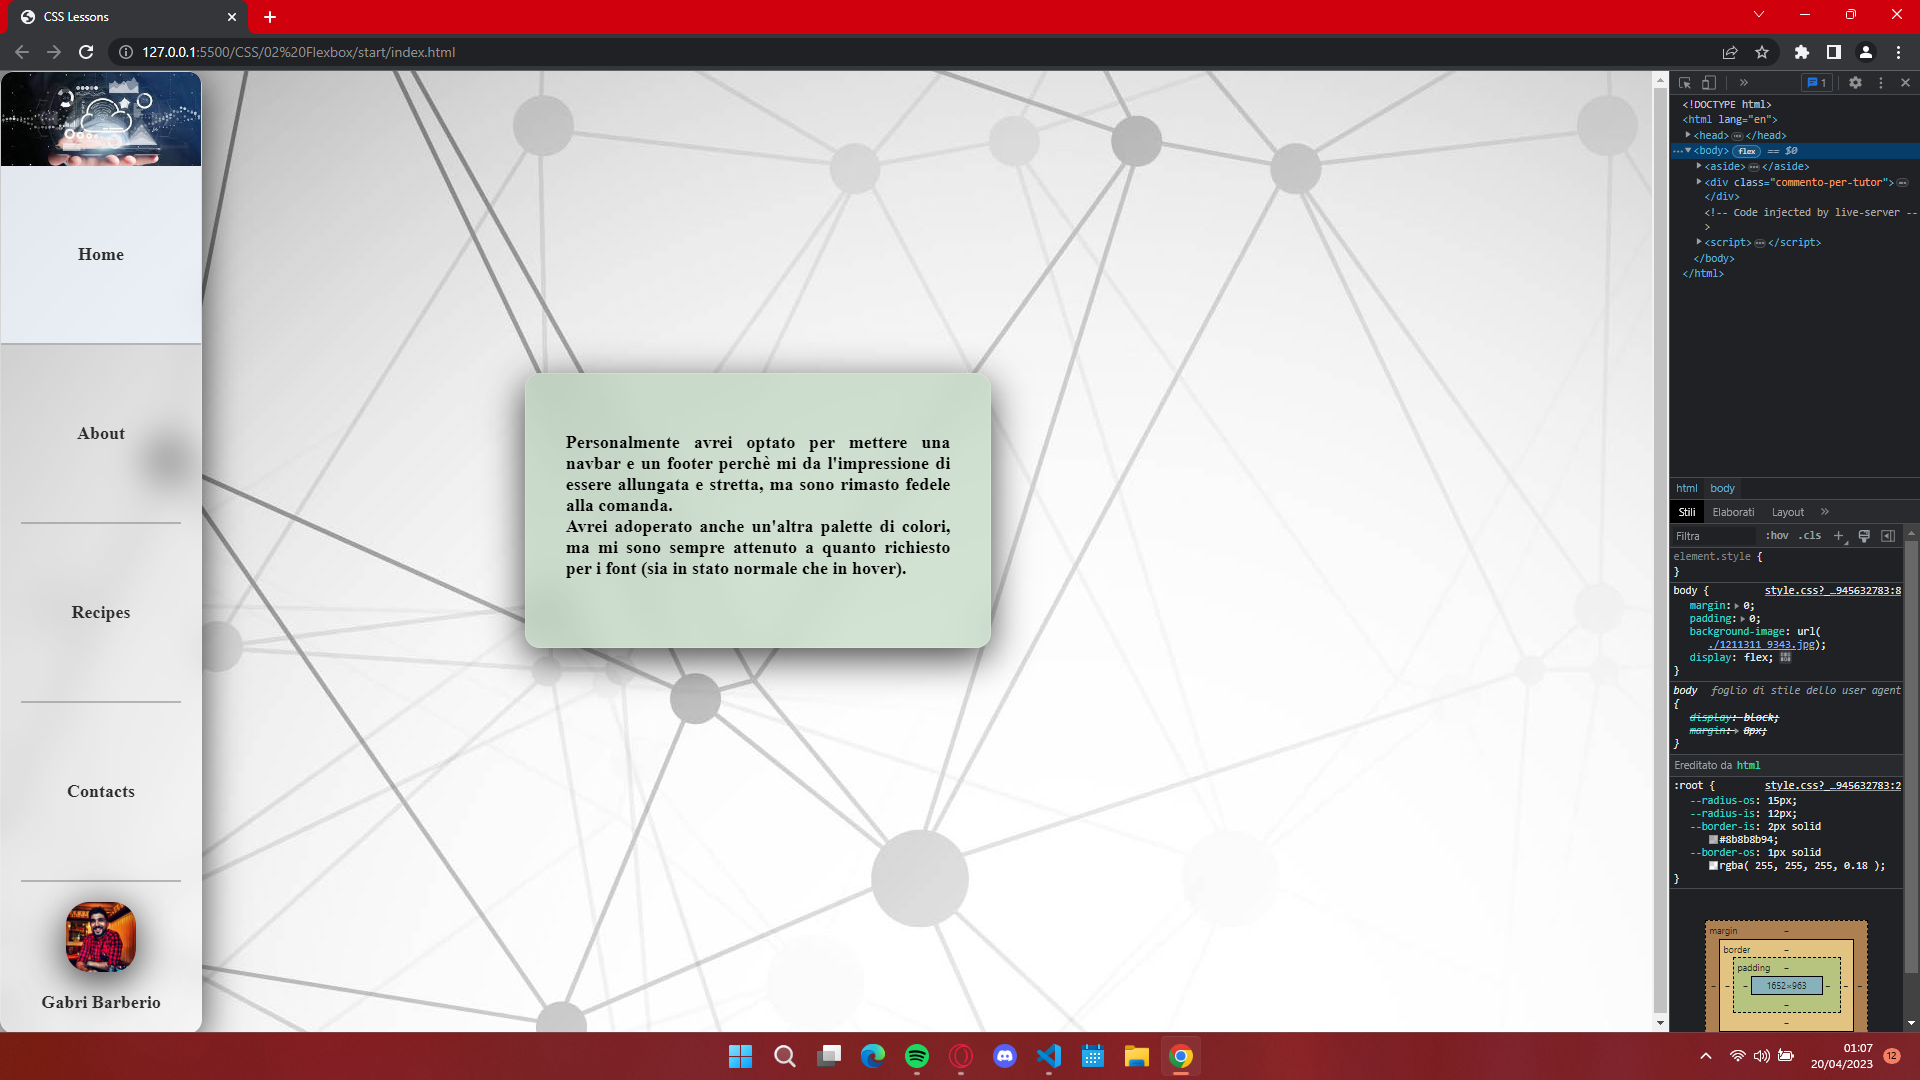 CSS Lessons
127.0.0.1:5500/CSS/02%20Flexbox/start/index.html
Home
About
Recipes
Contacts
Gabri Barberio
Personalmente avrei optato per mettere una
navbar e un footer perchè mi da l'impressione di
essere allungata e stretta, ma sono rimasto fedele
alla comanda.
Avrei adoperato anche un'altra palette di colori,
ma mi sono sempre attenuto a quanto richiesto
per i font (sia in stato normale che in hover).
1
<!DOCTYPE html>
<html lang="en">
<head> ••• </head>
<body> flex == $0
<aside> ••• </aside>
<div class="commento-per-tutor"> •••
</div>
<!-- Code injected by live-server --
>
<script> ••• </script>
</body>
</html>
html body
Stili Elaborati Layout »
Filtra :hov .cls +
element.style {
}
body { style.css?_…945632783:8
margin: 0;
padding: 0;
background-image: url(
./1211311_9343.jpg);
display: flex;
}
body foglio di stile dello user agent
{
display: block;
margin: 8px;
}
Ereditato da html
:root { style.css?_…945632783:2
--radius-os: 15px;
--radius-is: 12px;
--border-is: 2px solid
#8b8b8b94;
--border-os: 1px solid
rgba( 255, 255, 255, 0.18 );
}
margin –
border –
padding –
– – – 1652×963 – – –
–
–
01:07
20/04/2023
12